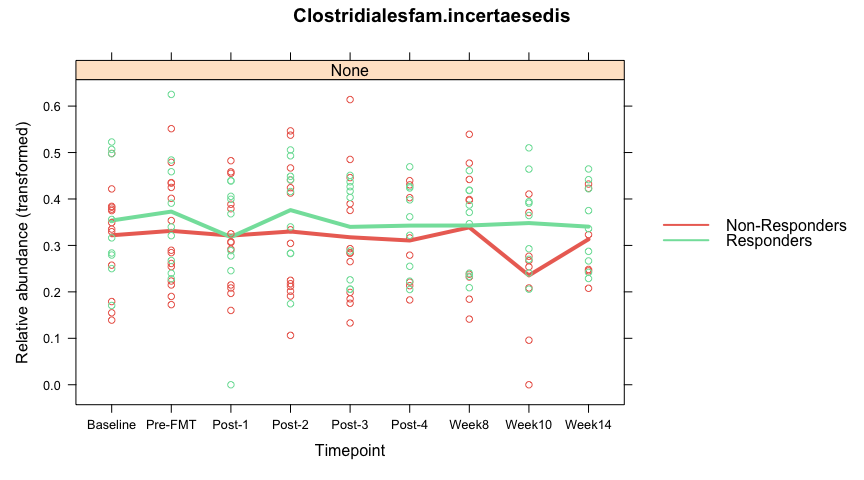 Clostridialesfam.incertaesedis
None
Relative abundance (transformed)
0.6
0.5
0.4
0.3
0.2
0.1
0.0
Baseline Pre-FMT Post-1 Post-2 Post-3 Post-4 Week8 Week10 Week14
Timepoint
Non-Responders
Responders